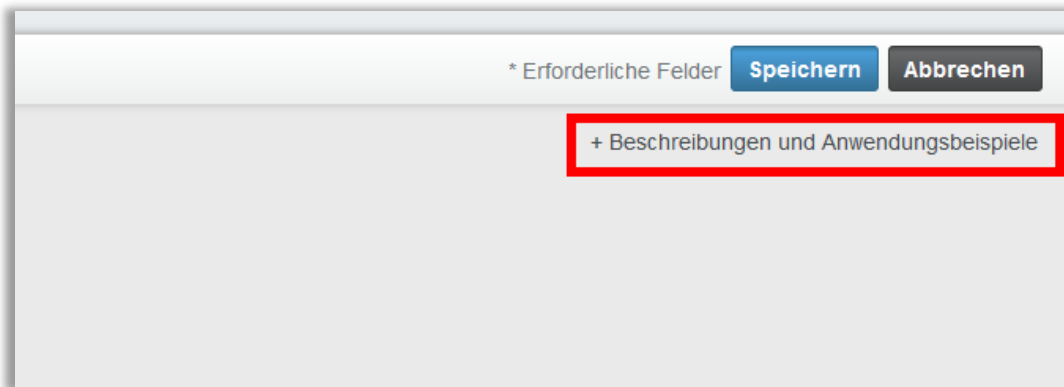 * Erforderliche Felder Speichern Abbrechen
+ Beschreibungen und Anwendungsbeispiele